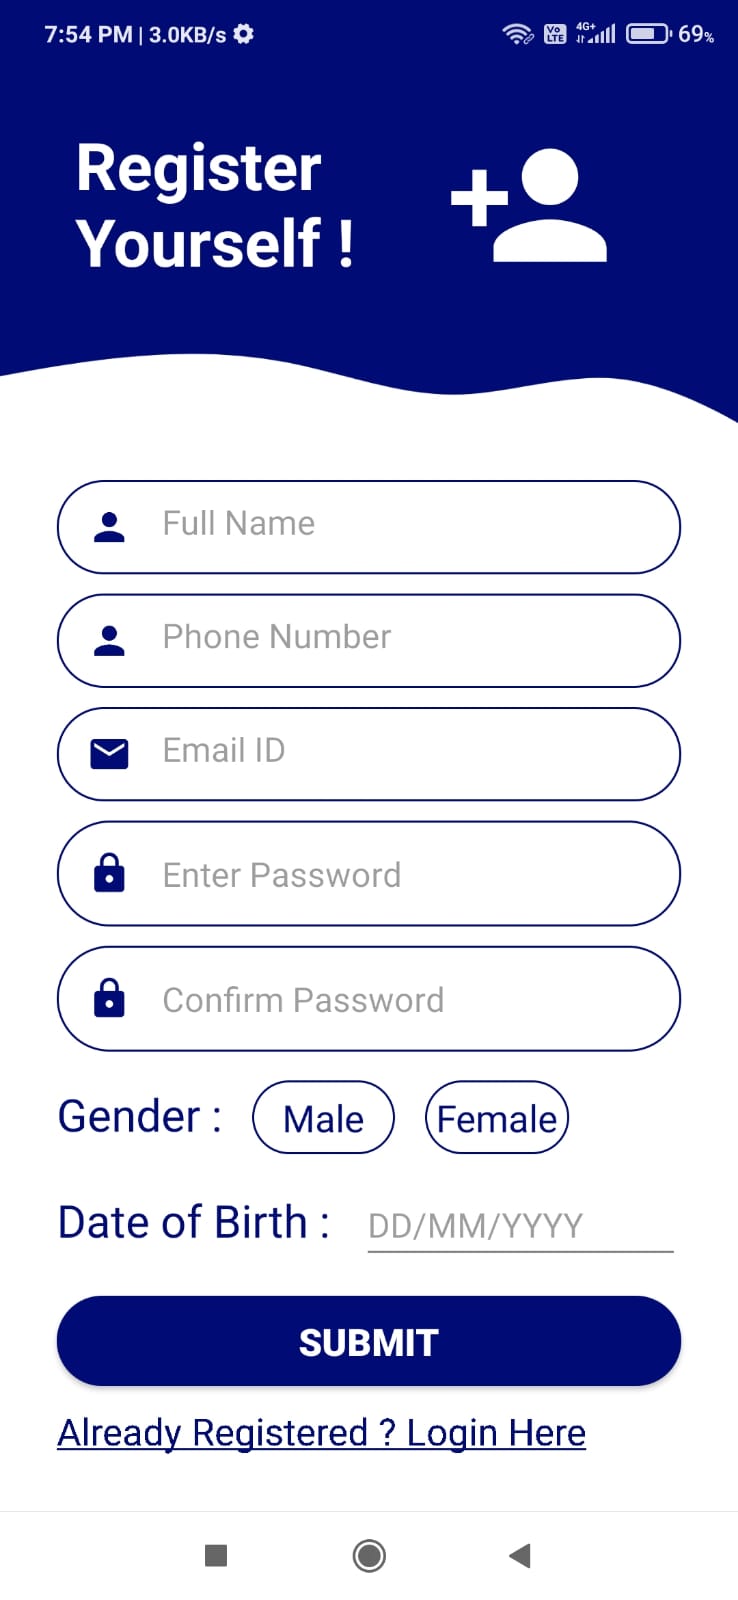 7:54 PM | 3.0KB/s
Vo LTE 4G+ 69%
Register
Yourself !
Full Name
Phone Number
Email ID
Enter Password
Confirm Password
Gender : Male Female
Date of Birth : DD/MM/YYYY
SUBMIT
Already Registered ? Login Here